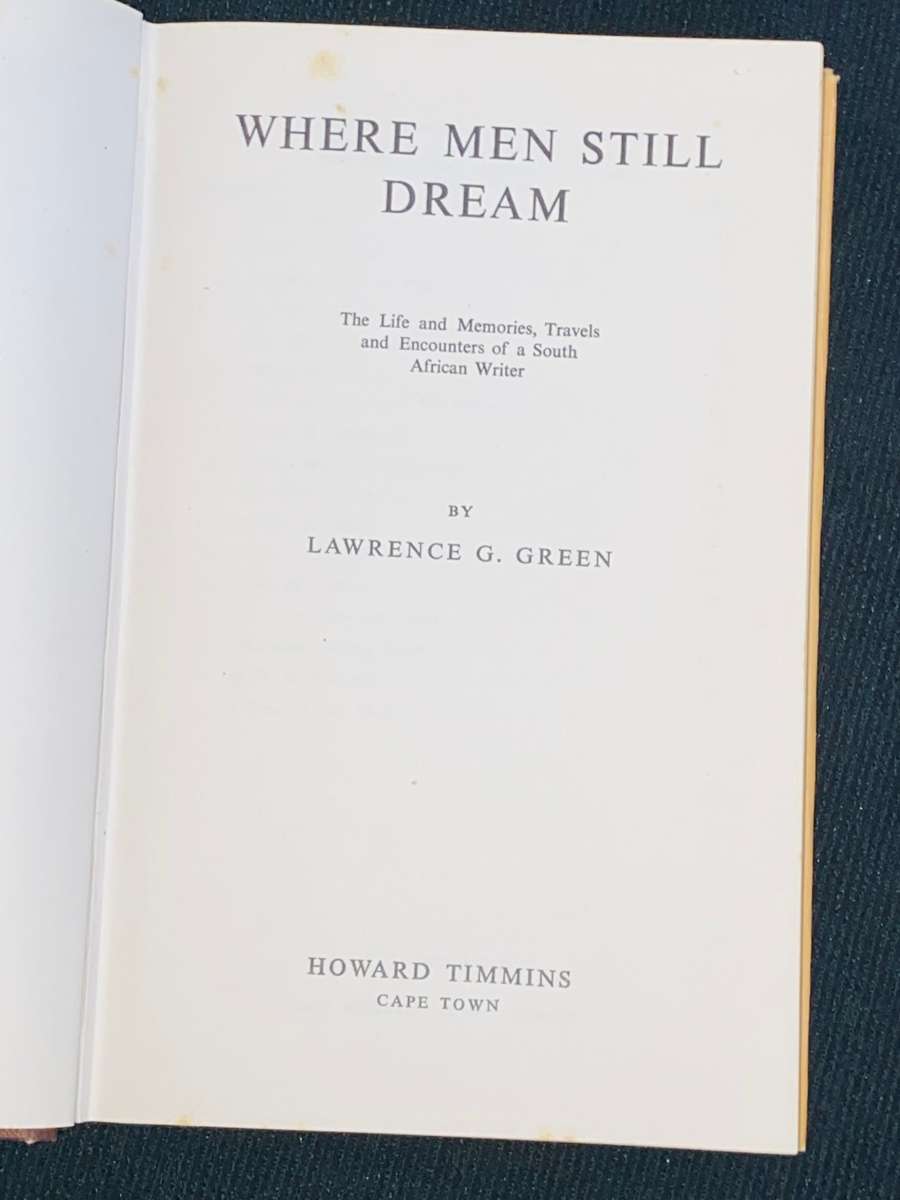 WHERE MEN STILL
DREAM
The Life and Memories, Travels
and Encounters of a South
African Writer
BY
LAWRENCE G. GREEN
HOWARD TIMMINS
CAPE TOWN